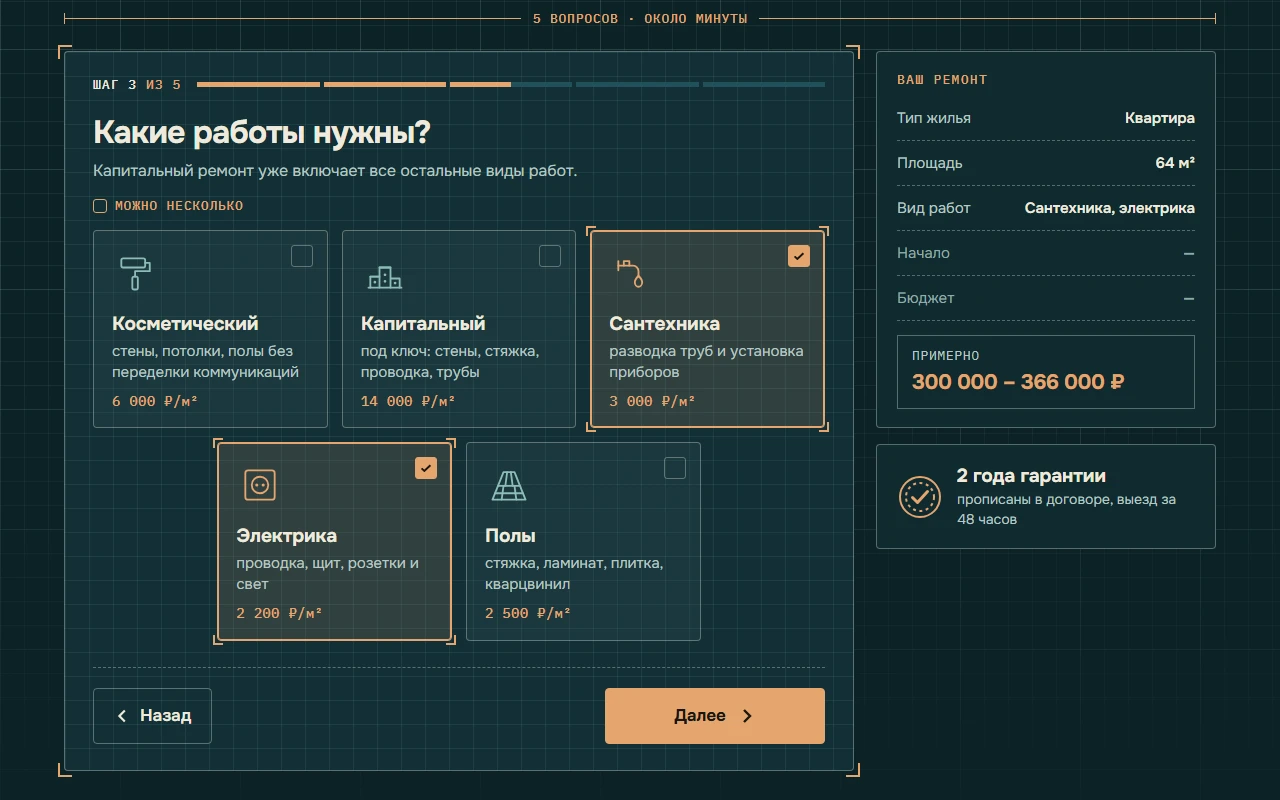 5 ВОПРОСОВ · ОКОЛО МИНУТЫ
ШАГ 3 ИЗ 5
Какие работы нужны?
Капитальный ремонт уже включает все остальные виды работ.
МОЖНО НЕСКОЛЬКО
Косметический
стены, потолки, полы без
переделки коммуникаций
6 000 ₽/м²
Капитальный
под ключ: стены, стяжка,
проводка, трубы
14 000 ₽/м²
Сантехника
разводка труб и установка
приборов
3 000 ₽/м²
Электрика
проводка, щит, розетки и
свет
2 200 ₽/м²
Полы
стяжка, ламинат, плитка,
кварцвинил
2 500 ₽/м²
Назад
Далее
ВАШ РЕМОНТ
Тип жилья Квартира
Площадь 64 м²
Вид работ Сантехника, электрика
Начало –
Бюджет –
ПРИМЕРНО
300 000 – 366 000 ₽
2 года гарантии
прописаны в договоре, выезд за
48 часов